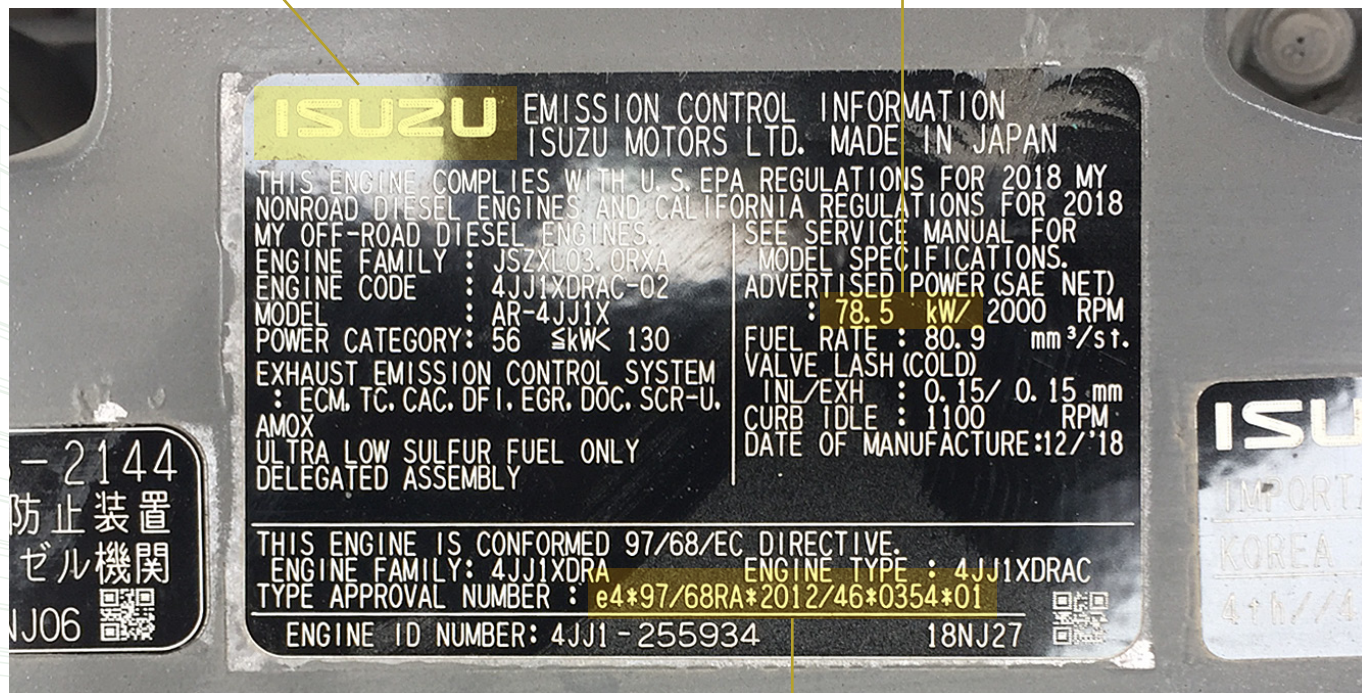 ISUZU EMISSION CONTROL INFORMATION
ISUZU MOTORS LTD. MADE IN JAPAN
THIS ENGINE COMPLIES WITH U.S. EPA REGULATIONS FOR 2018 MY
NONROAD DIESEL ENGINES AND CALIFORNIA REGULATIONS FOR 2018
MY OFF-ROAD DIESEL ENGINES.
ENGINE FAMILY : JSZXL03.0RXA
ENGINE CODE : 4JJ1XDRAC-02
MODEL : AR-4JJ1X
POWER CATEGORY: 56 ≦kW< 130
EXHAUST EMISSION CONTROL SYSTEM
: ECM. TC. CAC. DFI. EGR. DOC. SCR-U.
AMOX
ULTRA LOW SULFUR FUEL ONLY
DELEGATED ASSEMBLY
SEE SERVICE MANUAL FOR
MODEL SPECIFICATIONS.
ADVERTISED POWER (SAE NET)
: 78.5 kW/ 2000 RPM
FUEL RATE : 80.9 mm³/st.
VALVE LASH (COLD)
INL/EXH : 0.15/ 0.15 mm
CURB IDLE : 1100 RPM
DATE OF MANUFACTURE:12/'18
THIS ENGINE IS CONFORMED 97/68/EC DIRECTIVE.
ENGINE FAMILY: 4JJ1XDRA ENGINE TYPE : 4JJ1XDRAC
TYPE APPROVAL NUMBER : e4*97/68RA*2012/46*0354*01
ENGINE ID NUMBER: 4JJ1-255934 18NJ27
-2144
防止装置
ゼル機関
NJ06
ISU
IMPORT
KOREA
4th//4